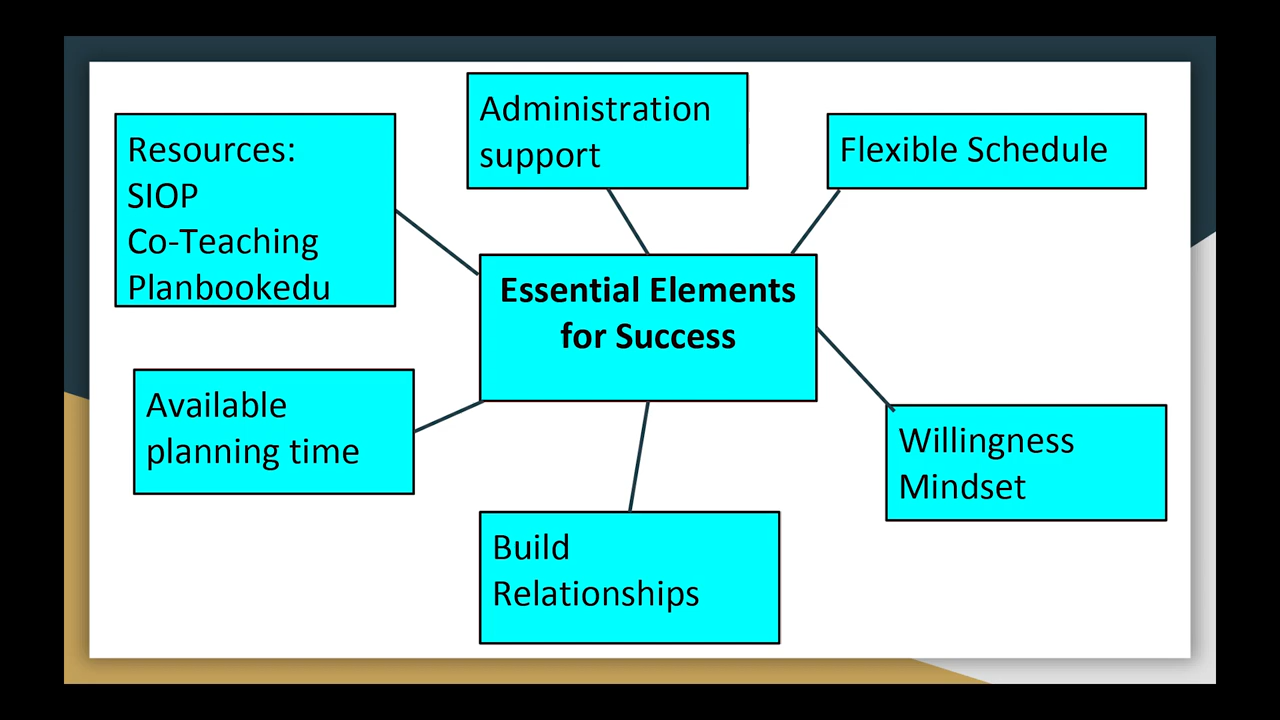 Administration
support
Resources:
SIOP
Co-Teaching
Planbookedu
Flexible Schedule
Essential Elements
for Success
Available
planning time
Willingness
Mindset
Build
Relationships